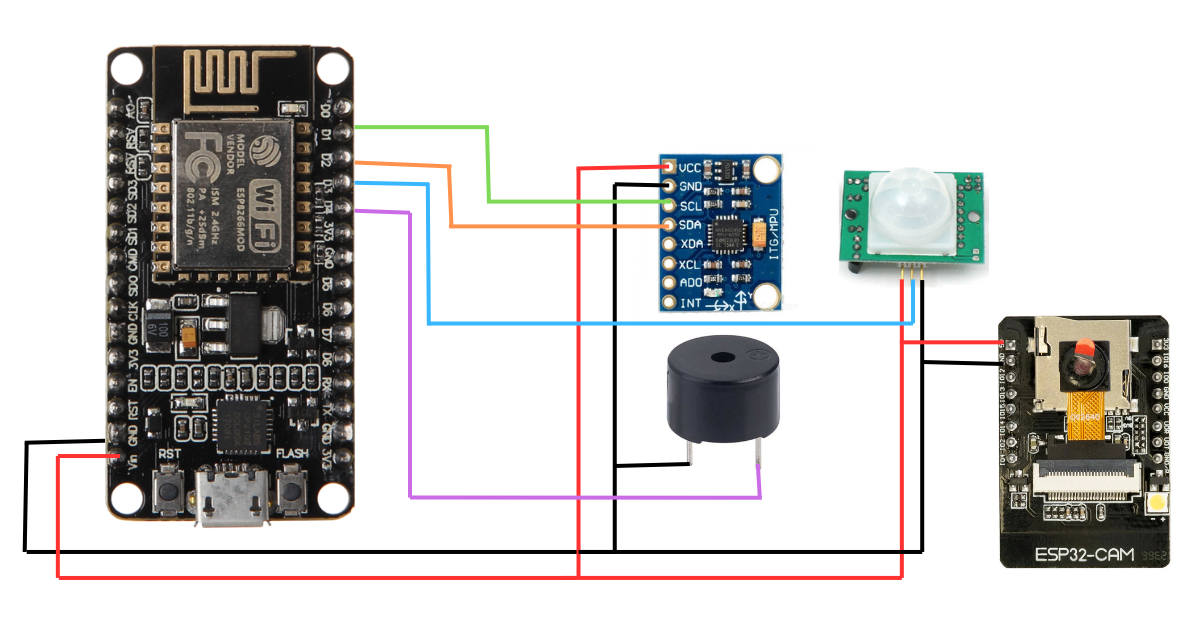 A0
RSV
RSV
SD3
SD2
SD1
CMD
SDO
CLK
GND
3V3
EN
RST
GND
Vin
D0
D1
D2
D3
D4
3V3
GND
D5
D6
D7
D8
RX
TX
GND
3V3
MODEL
VENDOR
ESP8266MOD
WiFi
FC
ISM 2.4GHz
PA +25dBm
802.11b/g/n
RST
FLASH
VCC
GND
SCL
SDA
XDA
XCL
ADO
INT
ITG/MPU
ESP32-CAM